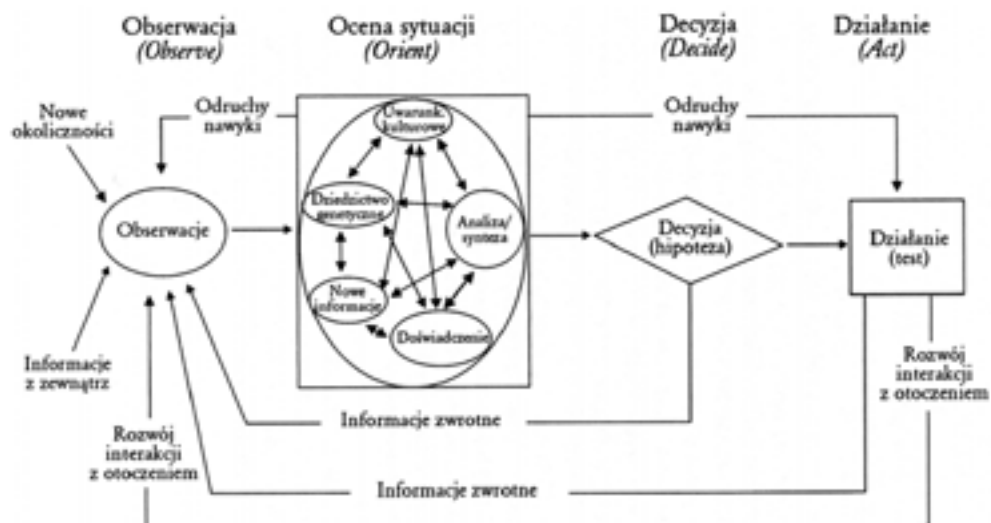 Obserwacja
(Observe)
Ocena sytuacji
(Orient)
Decyzja
(Decide)
Działanie
(Act)
Nowe
okoliczności
Odruchy
nawyki
Uwarunk.
kulturowe
Odruchy
nawyki
Dziedzictwo
genetyczne
Obserwacje
Analiza/
synteza
Decyzja
(hipoteza)
Działanie
(test)
Nowe
informacje
Doświadczenie
Informacje
z zewnątrz
Rozwój
interakcji
z otoczeniem
Informacje zwrotne
Rozwój
interakcji
z otoczeniem
Informacje zwrotne